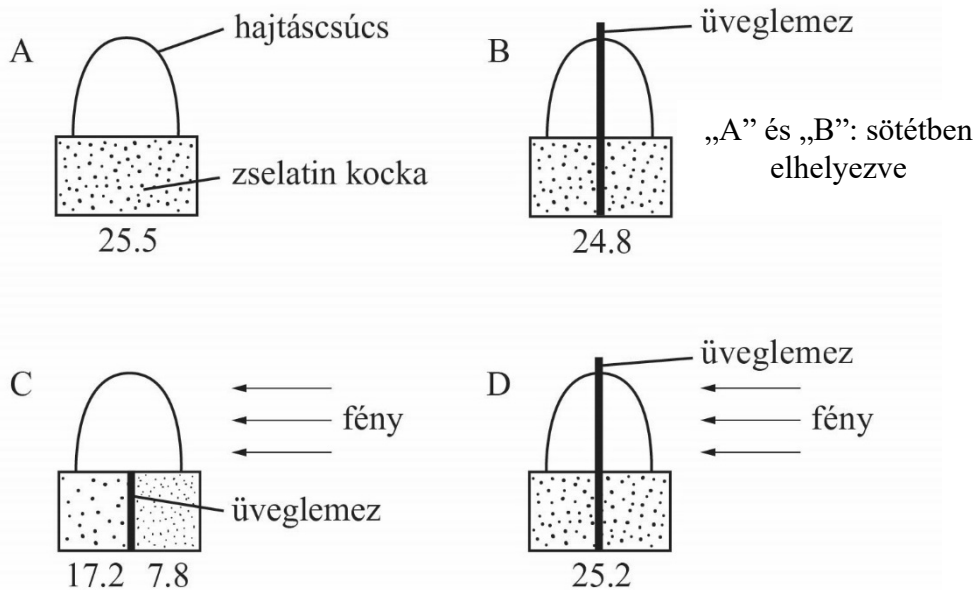 A
hajtáscsúcs
zselatin kocka
25.5
B
üveglemez
„A” és „B”: sötétben
elhelyezve
24.8
C
fény
üveglemez
17.2 7.8
D
üveglemez
fény
25.2